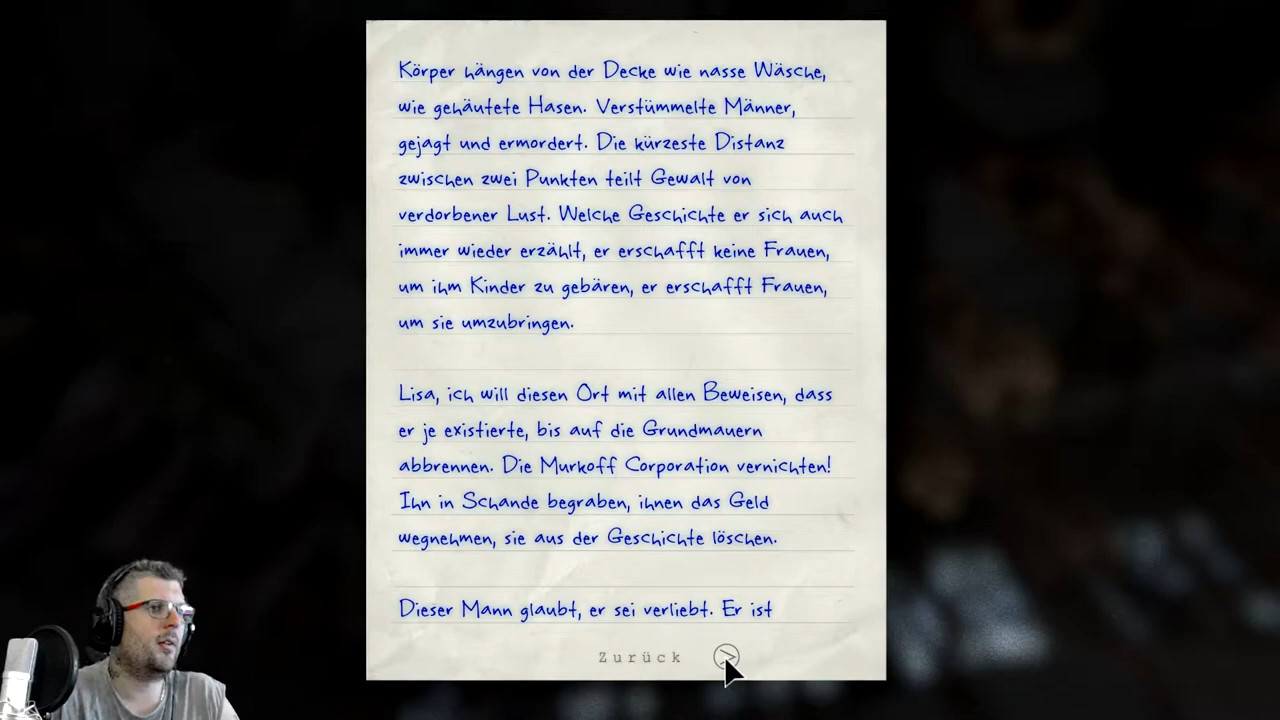 Körper hängen von der Decke wie nasse Wäsche,
wie gehäutete Hasen. Verstümmelte Männer,
gejagt und ermordert. Die kürzeste Distanz
zwischen zwei Punkten teilt Gewalt von
verdorbener Lust. Welche Geschichte er sich auch
immer wieder erzählt, er erschafft keine Frauen,
um ihm Kinder zu gebären, er erschafft Frauen,
um sie umzubringen.
Lisa, ich will diesen Ort mit allen Beweisen, dass
er je existierte, bis auf die Grundmauern
abbrennen. Die Murkoff Corporation vernichten!
Ihn in Schande begraben, ihnen das Geld
wegnehmen, sie aus der Geschichte löschen.
Dieser Mann glaubt, er sei verliebt. Er ist
Zurück >